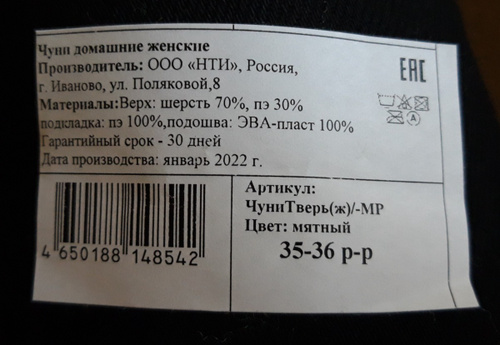 Чуни домашние женские
Производитель: ООО «НТИ», Россия,
г. Иваново, ул. Поляковой,8
Материалы:Верх: шерсть 70%, пэ 30%
подкладка: пэ 100%,подошва: ЭВА-пласт 100%
Гарантийный срок - 30 дней
Дата производства: январь 2022 г.
ЕАС
A
4 650188 148542
Артикул:
ЧуниТверь(ж)/-МР
Цвет: мятный
35-36 р-р